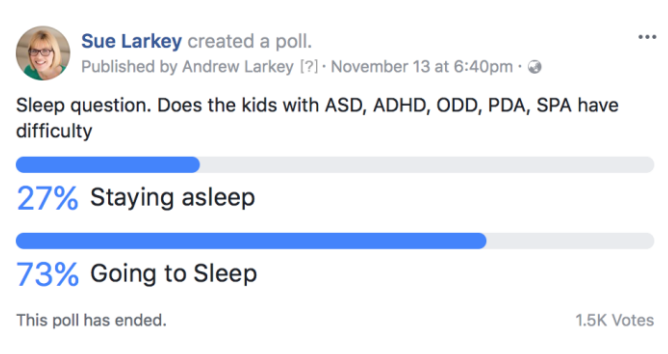 Sue Larkey created a poll.
Published by Andrew Larkey [?] · November 13 at 6:40pm ·
Sleep question. Does the kids with ASD, ADHD, ODD, PDA, SPA have
difficulty
27% Staying asleep
73% Going to Sleep
This poll has ended. 1.5K Votes